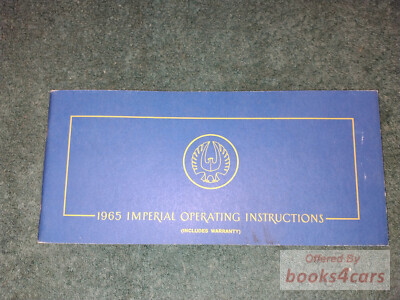 1965 IMPERIAL OPERATING INSTRUCTIONS
(INCLUDES WARRANTY)
Offered By
books4cars